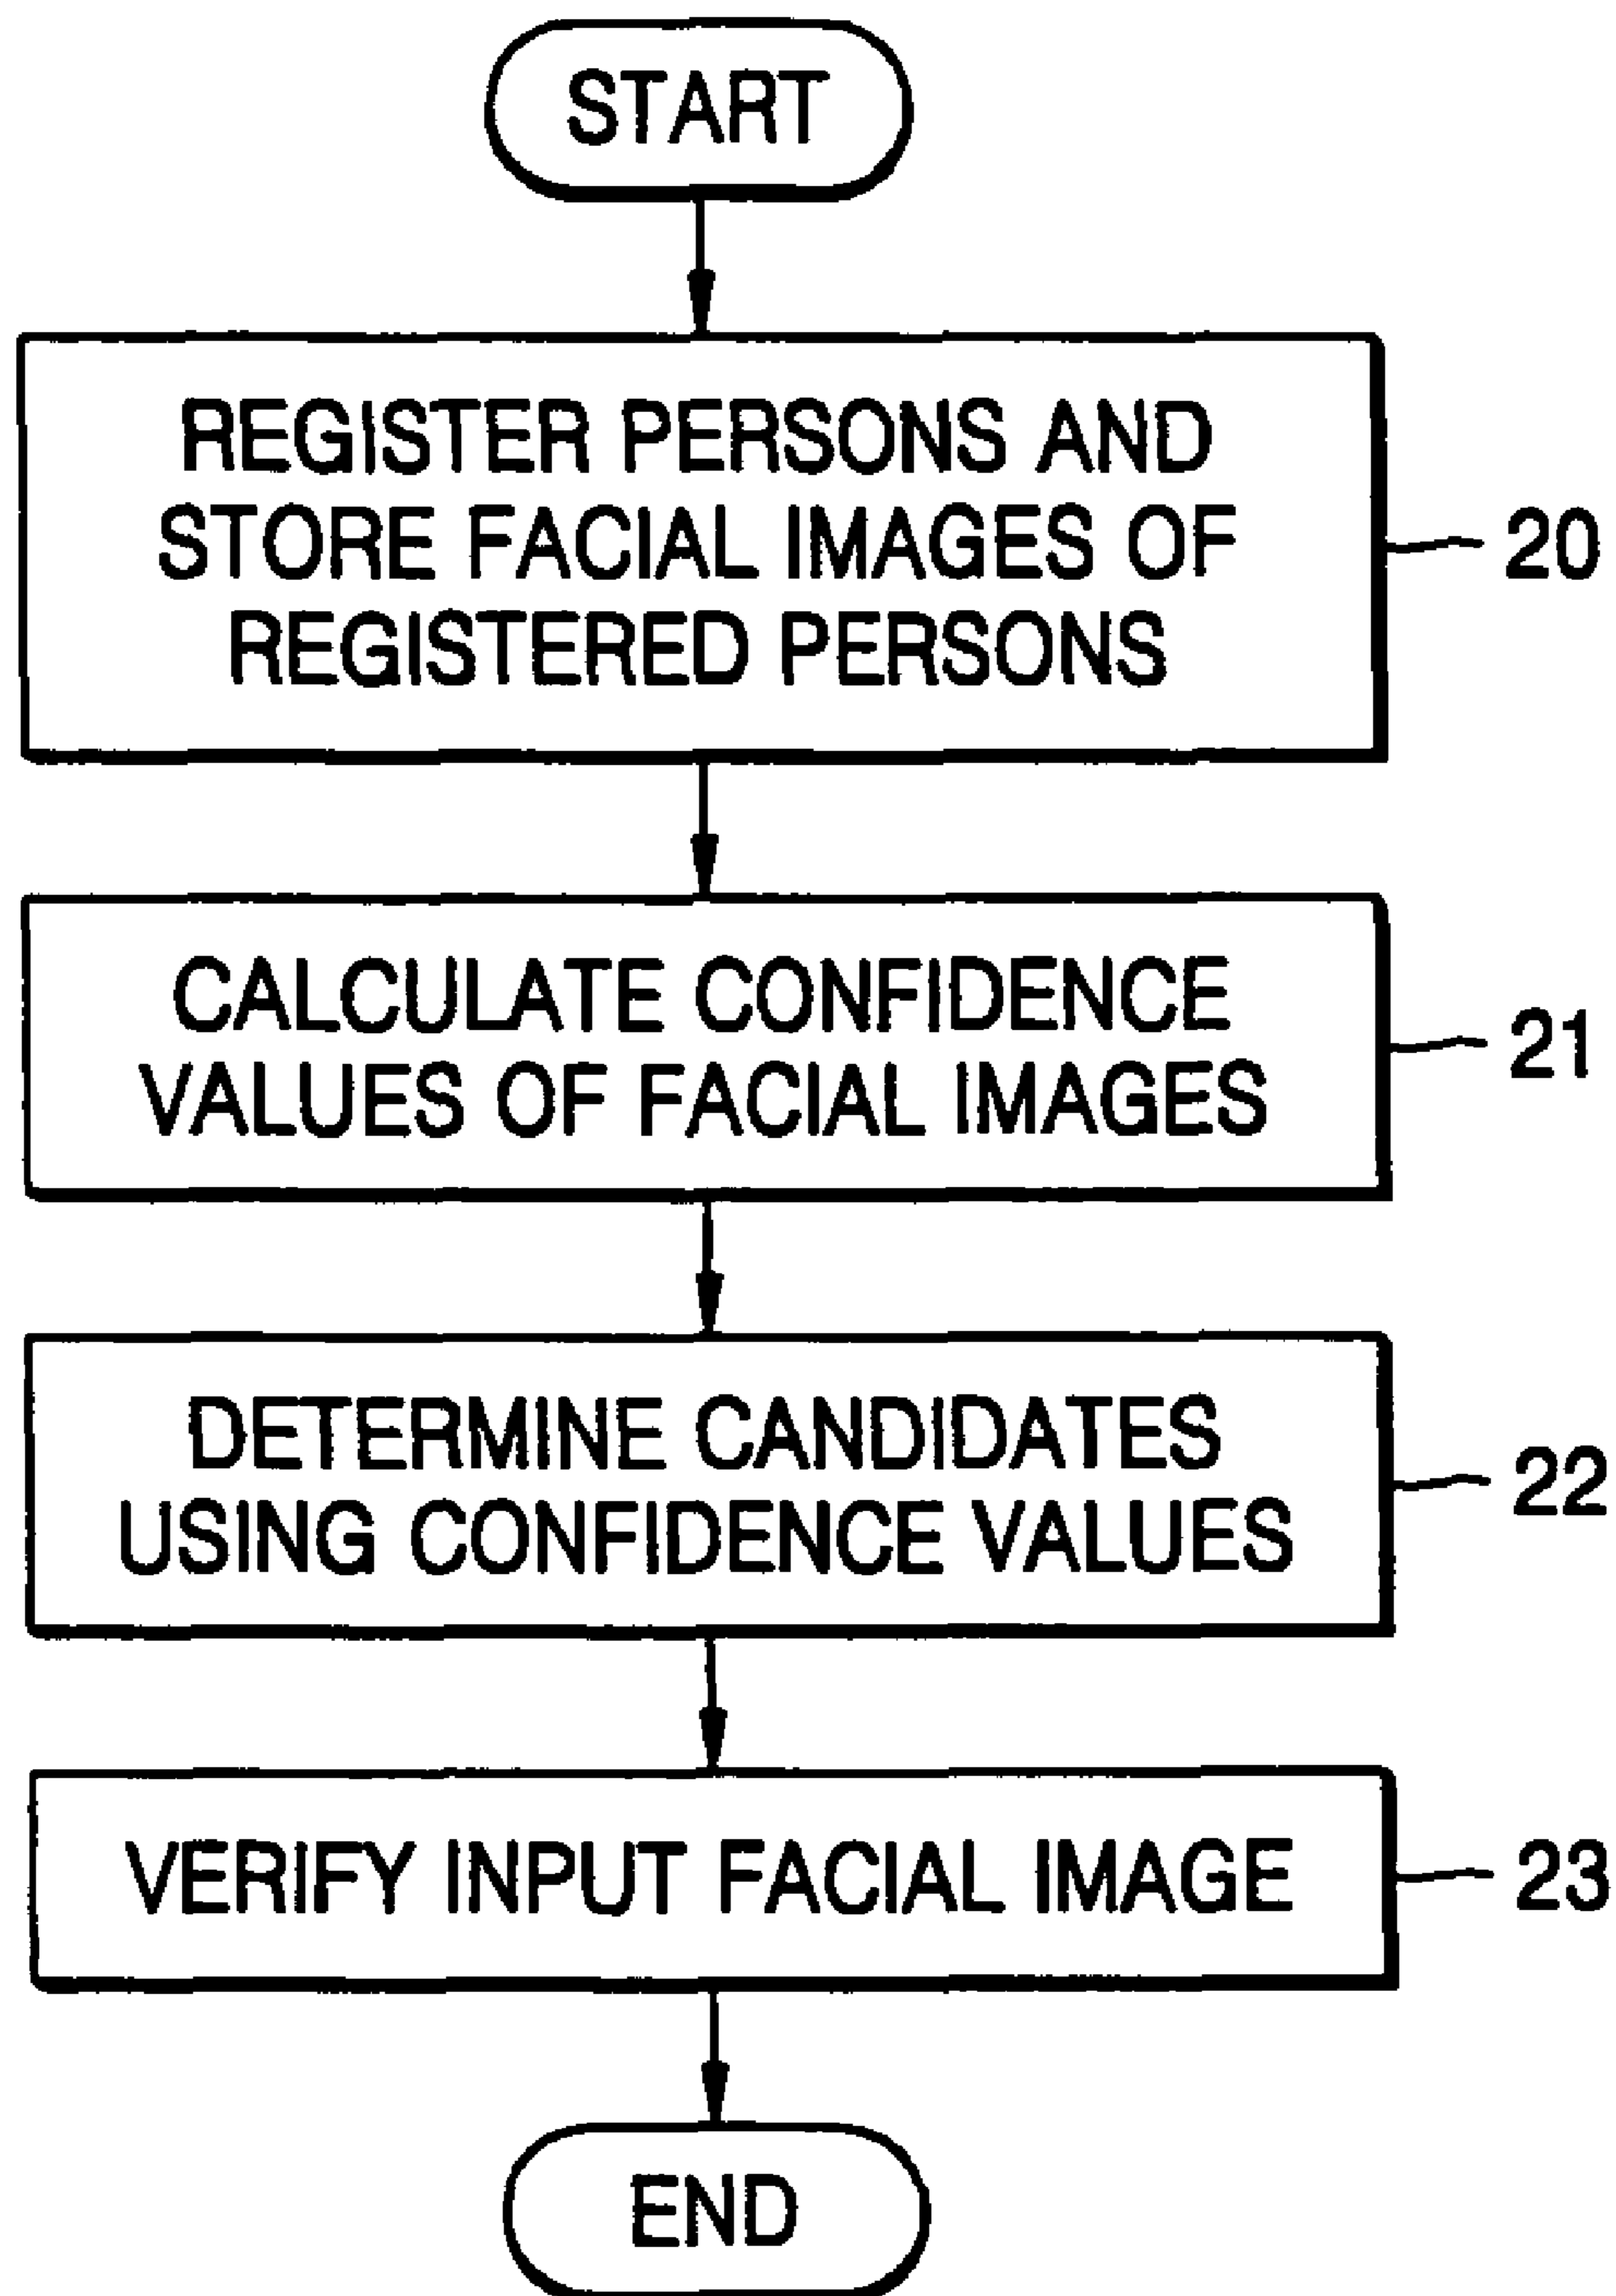 START
REGISTER PERSONS AND
STORE FACIAL IMAGES OF
REGISTERED PERSONS
20
CALCULATE CONFIDENCE
VALUES OF FACIAL IMAGES
21
DETERMINE CANDIDATES
USING CONFIDENCE VALUES
22
VERIFY INPUT FACIAL IMAGE
23
END